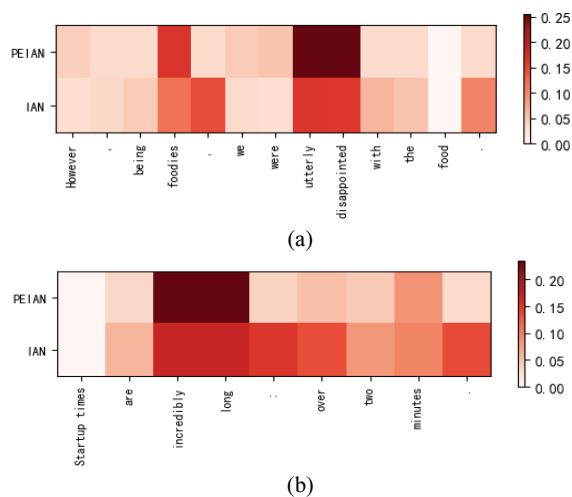 PEIAN
IAN
However , being foodies , we were utterly disappointed with the food .
0.25
0.20
0.15
0.10
0.05
0.00
(a)
PEIAN
IAN
Startup times are incredibly long : over two minutes .
0.20
0.15
0.10
0.05
0.00
(b)